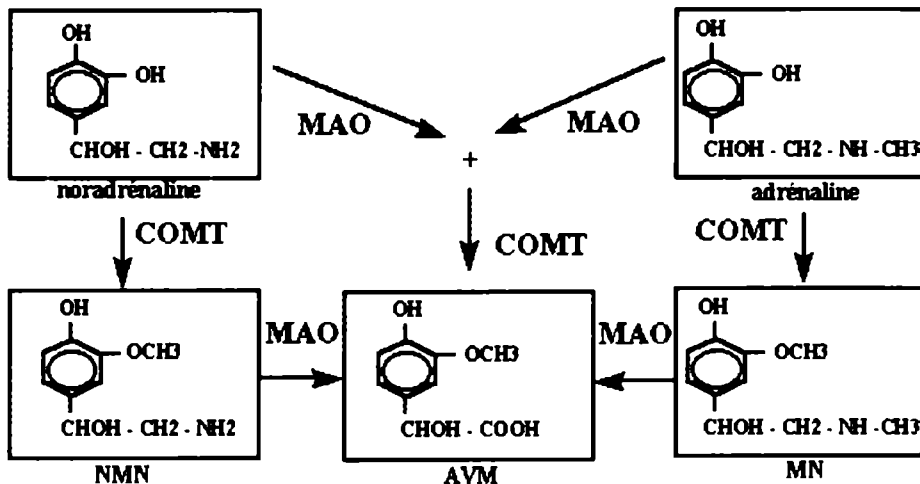 OH
OH
CHOH - CH2 - NH2
noradrénaline
MAO
+
MAO
OH
OH
CHOH - CH2 - NH - CH3
adrénaline
COMT
COMT
COMT
OH
OCH3
CHOH - CH2 - NH2
NMN
MAO
OH
OCH3
CHOH - COOH
AVM
MAO
OH
OCH3
CHOH - CH2 - NH - CH3
MN